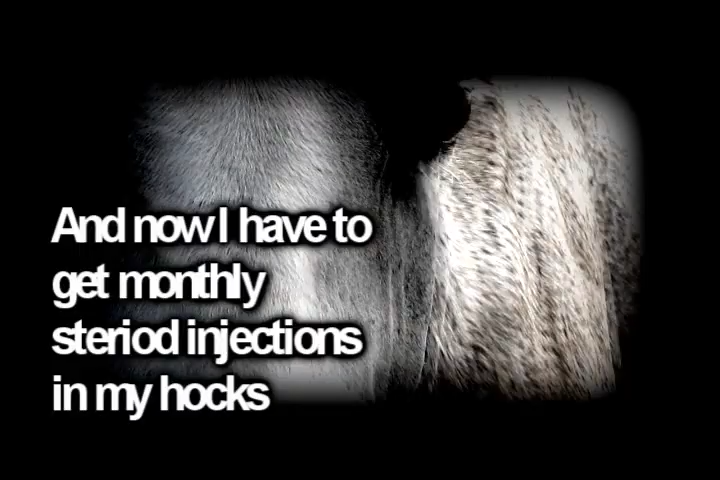 And now I have to
get monthly
steriod injections
in my hocks